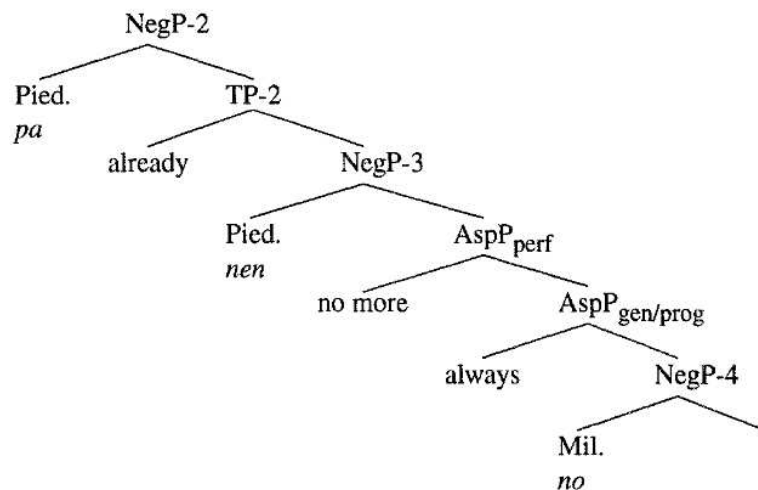 NegP-2
Pied.
TP-2
pa
already
NegP-3
Pied.
AspPperf
nen
no more
AspPgen/prog
always
NegP-4
Mil.
no